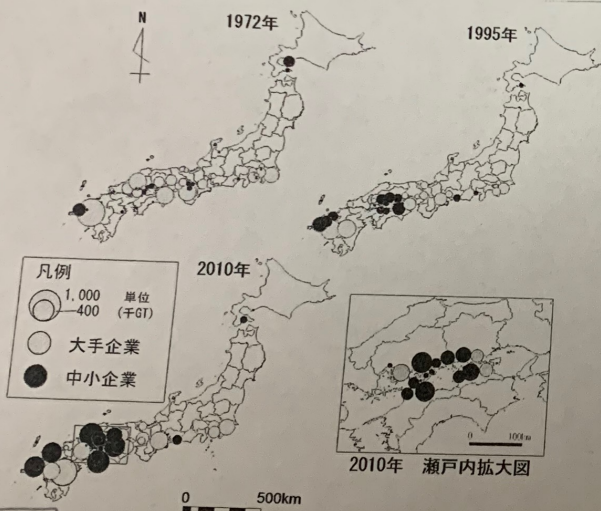 N
1972年
1995年
凡例
1,000
400
単位
(千GT)
大手企業
中小企業
2010年
0 100km
2010年 瀬戸内拡大図
0 500km